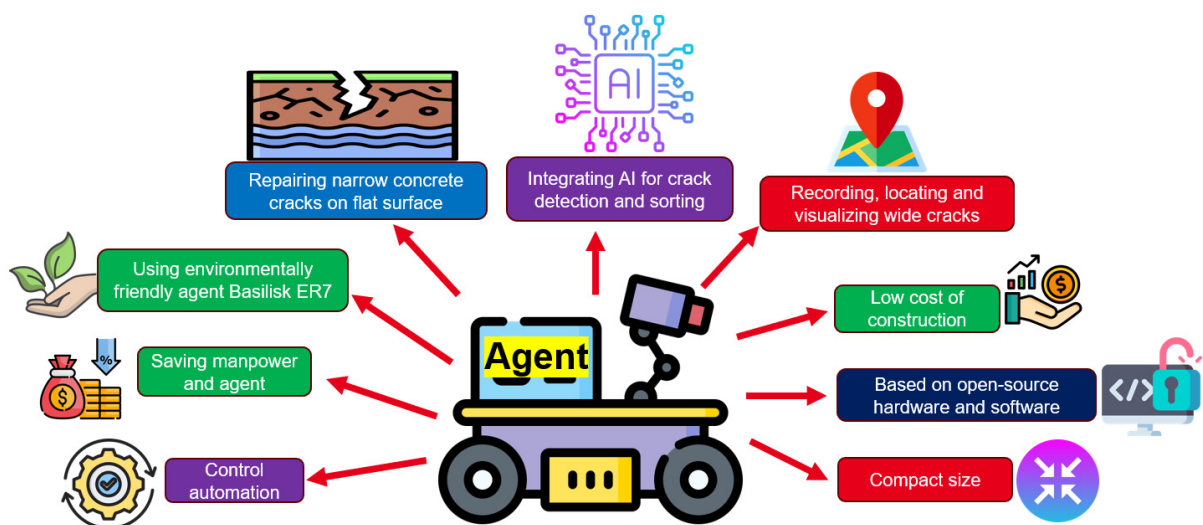 AI
Repairing narrow concrete
cracks on flat surface
Integrating AI for crack
detection and sorting
Recording, locating and
visualizing wide cracks
Using environmentally
friendly agent Basilisk ER7
Low cost of
construction
Agent
%
Saving manpower
and agent
Based on open-source
hardware and software
</>
Control
automation
Compact size
$
$